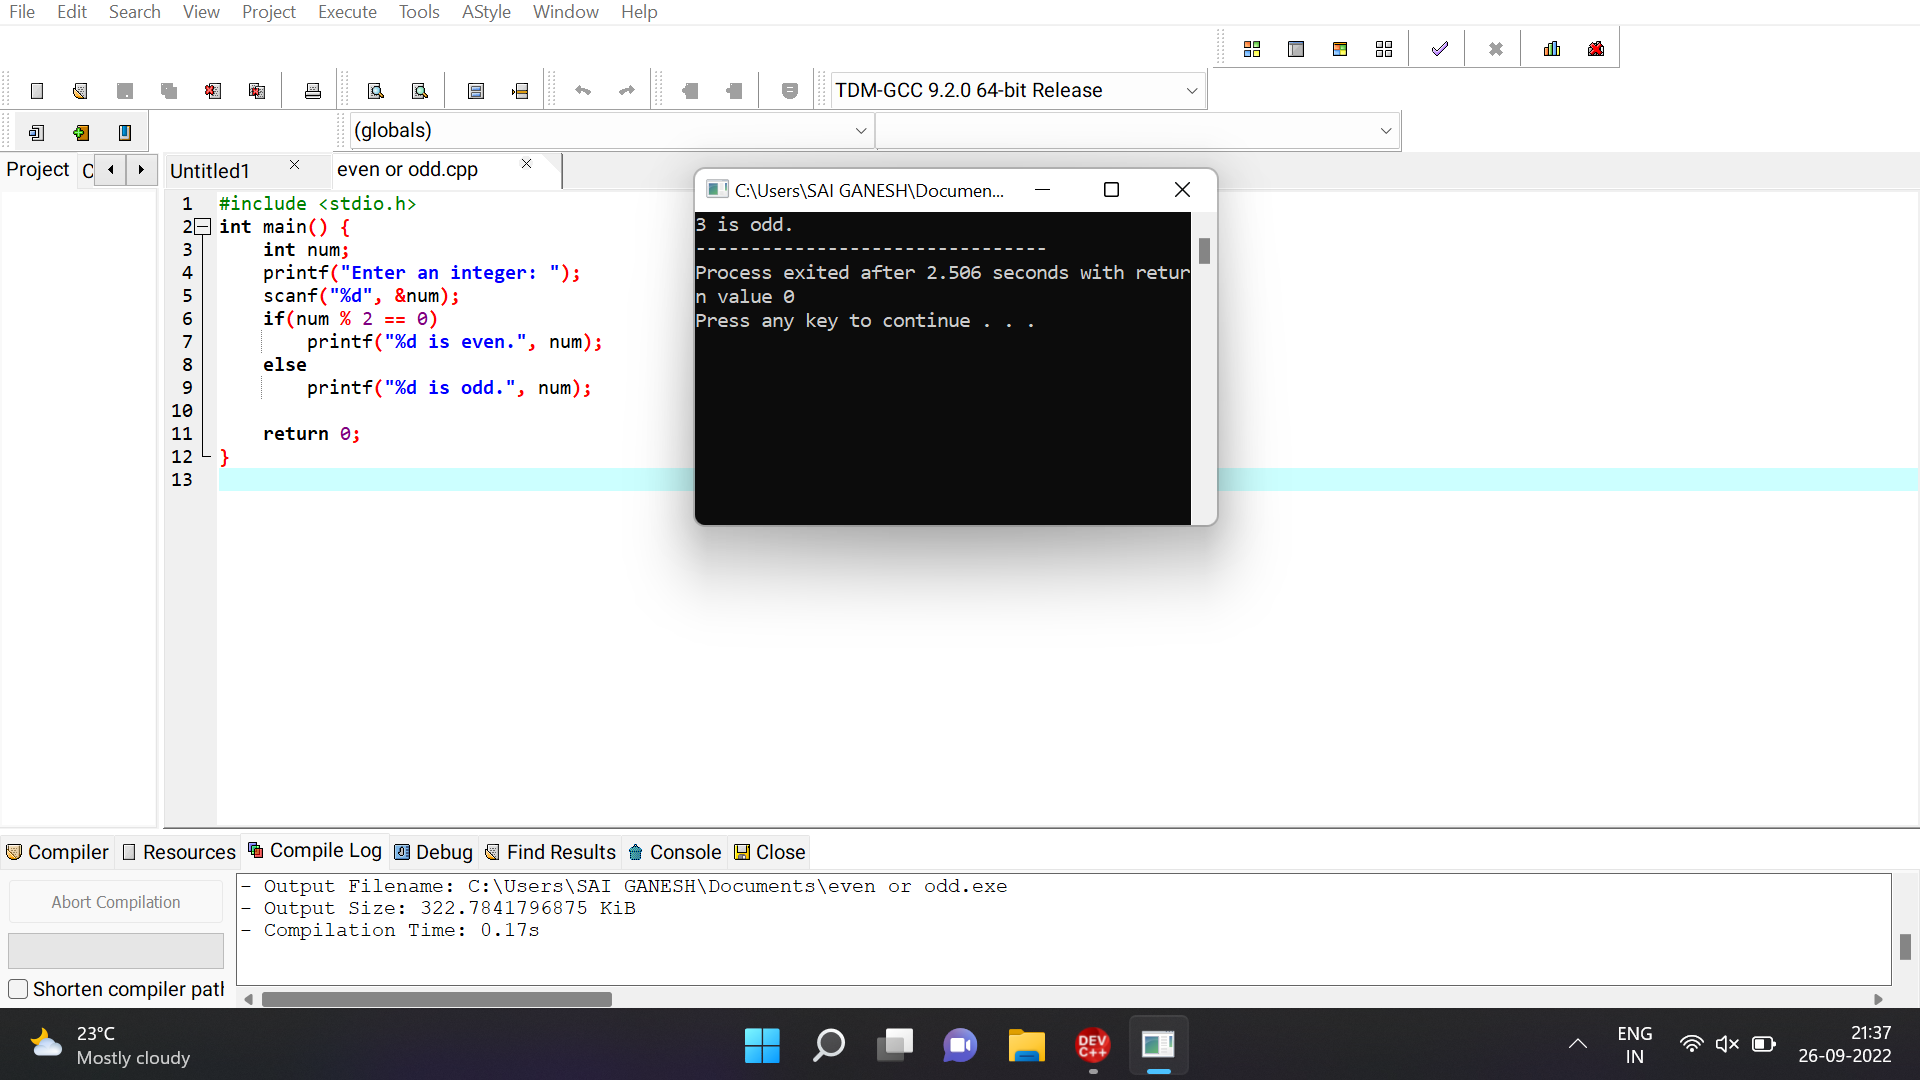 File Edit Search View Project Execute Tools AStyle Window Help
TDM-GCC 9.2.0 64-bit Release
(globals)
Project C
Untitled1
even or odd.cpp
1 #include <stdio.h>
2 int main() {
3 int num;
4 printf("Enter an integer: ");
5 scanf("%d", &num);
6 if(num % 2 == 0)
7 printf("%d is even.", num);
8 else
9 printf("%d is odd.", num);
10
11 return 0;
12 }
13
C:\Users\SAI GANESH\Documen...
3 is odd.
--------------------------------
Process exited after 2.506 seconds with retur
n value 0
Press any key to continue . . .
Compiler Resources Compile Log Debug Find Results Console Close
Abort Compilation
Shorten compiler path
- Output Filename: C:\Users\SAI GANESH\Documents\even or odd.exe
- Output Size: 322.7841796875 KiB
- Compilation Time: 0.17s
23°C
Mostly cloudy
DEV
C++
ENG
IN
21:37
26-09-2022